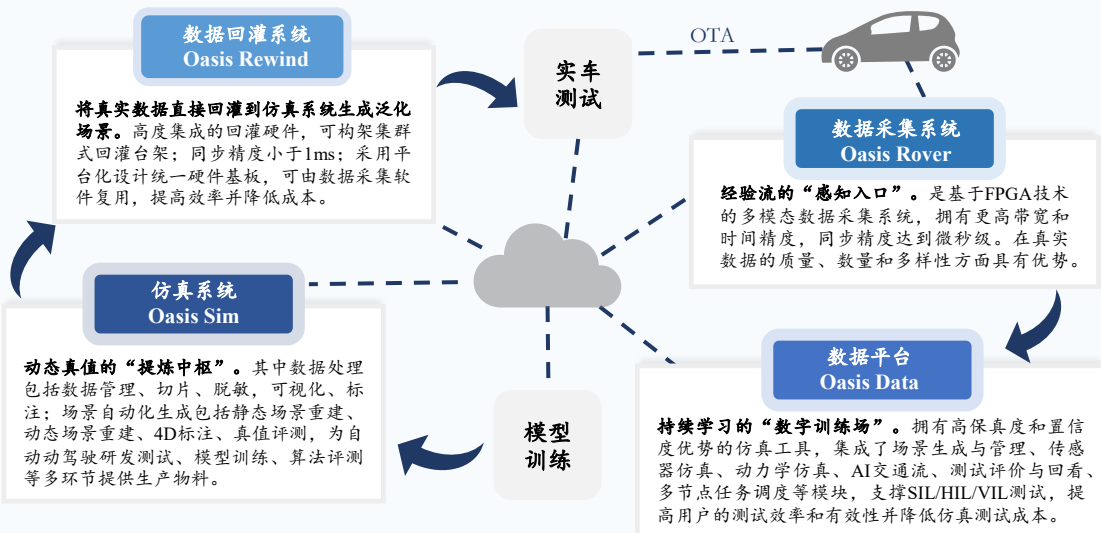 数据回灌系统
Oasis Rewind
将真实数据直接回灌到仿真系统生成泛化
场景。高度集成的回灌硬件，可构架集群
式回灌台架；同步精度小于1ms；采用平
台化设计统一硬件基板，可由数据采集软
件复用，提高效率并降低成本。
实车
测试
OTA
数据采集系统
Oasis Rover
经验流的“感知入口”。是基于FPGA技术
的多模态数据采集系统，拥有更高带宽和
时间精度，同步精度达到微秒级。在真实
数据的质量、数量和多样性方面具有优势。
仿真系统
Oasis Sim
动态真值的“提炼中枢”。其中数据处理
包括数据管理、切片、脱敏，可视化、标
注；场景自动化生成包括静态场景重建、
动态场景重建、4D标注、真值评测，为自
动动驾驶研发测试、模型训练、算法评测
等多环节提供生产物料。
模型
训练
数据平台
Oasis Data
持续学习的“数字训练场”。拥有高保真度和置信
度优势的仿真工具，集成了场景生成与管理、传感
器仿真、动力学仿真、AI交通流、测试评价与回看、
多节点任务调度等模块，支撑SIL/HIL/VIL测试，提
高用户的测试效率和有效性并降低仿真测试成本。